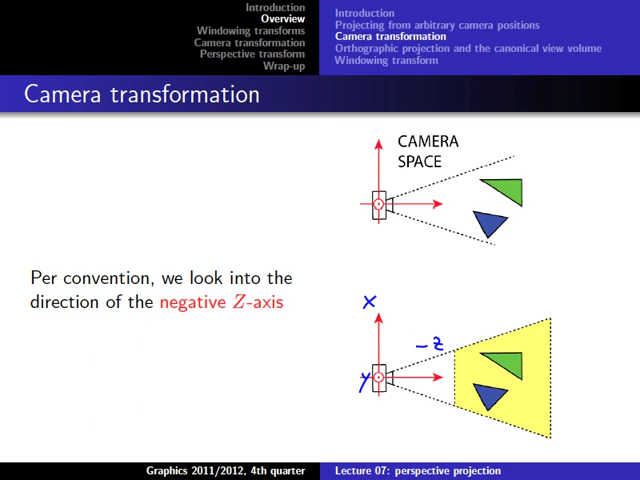 Introduction
Overview
Windowing transforms
Camera transformation
Perspective transform
Wrap-up
Introduction
Projecting from arbitrary camera positions
Camera transformation
Orthographic projection and the canonical view volume
Windowing transform
Camera transformation
CAMERA
SPACE
Per convention, we look into the
direction of the negative Z-axis
x
-z
y
Graphics 2011/2012, 4th quarter
Lecture 07: perspective projection